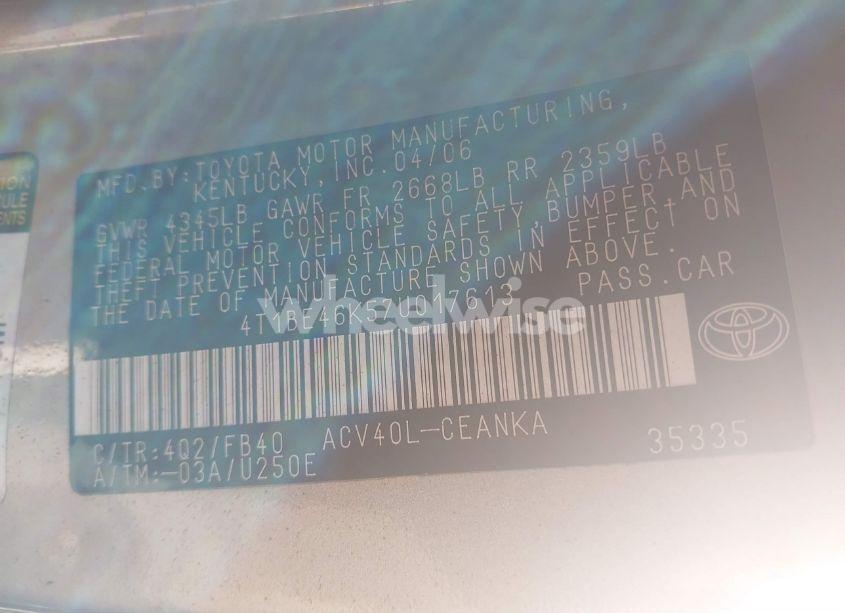 MFD.BY:TOYOTA MOTOR MANUFACTURING,
KENTUCKY, INC. 04/06
GVWR 4345LB GAWR FR 2668LB RR 2359LB
THIS VEHICLE CONFORMS TO ALL APPLICABLE
FEDERAL MOTOR VEHICLE SAFETY,BUMPER,AND
THEFT PREVENTION STANDARDS IN EFFECT ON
THE DATE OF MANUFACTURE SHOWN ABOVE.
PASS.CAR
wheelwise
C/TR:4Q2/FB40 ACV40L-CEANKA 35335
A/TM:-03A/U250E